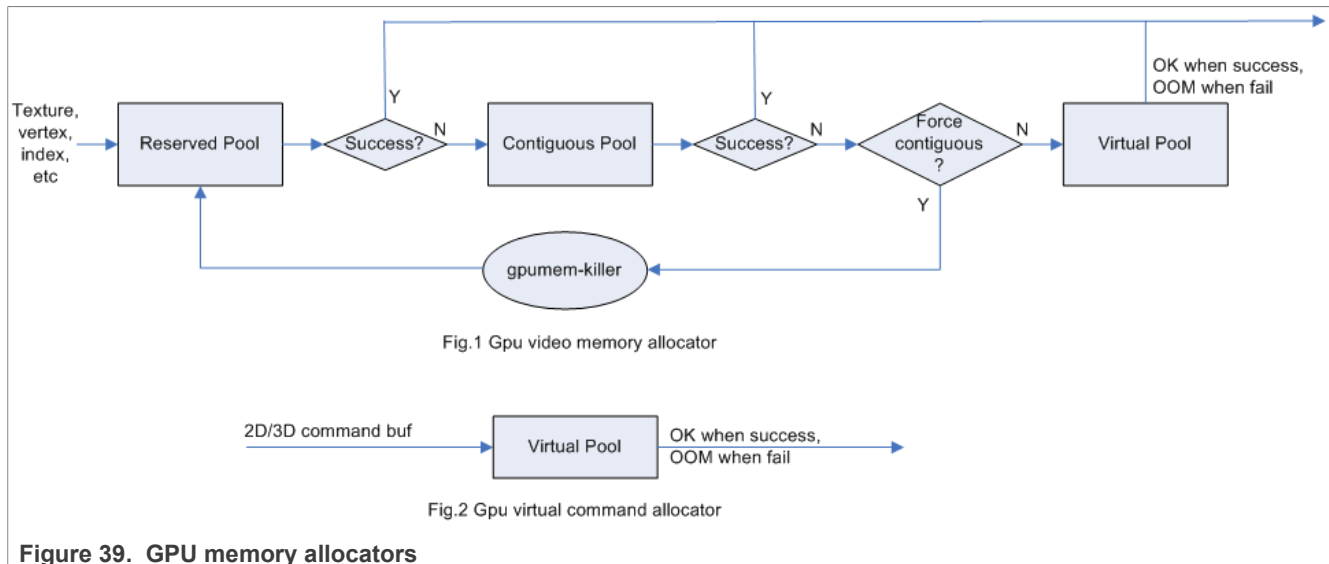 OK when success,
OOM when fail
Texture,
vertex,
index,
etc
Reserved Pool
Y
Success?
N
Contiguous Pool
Y
Success?
N
Force
contiguous
?
N
Y
Virtual Pool
gpumem-killer
Fig.1 Gpu video memory allocator
2D/3D command buf
Virtual Pool
OK when success,
OOM when fail
Fig.2 Gpu virtual command allocator
Figure 39. GPU memory allocators